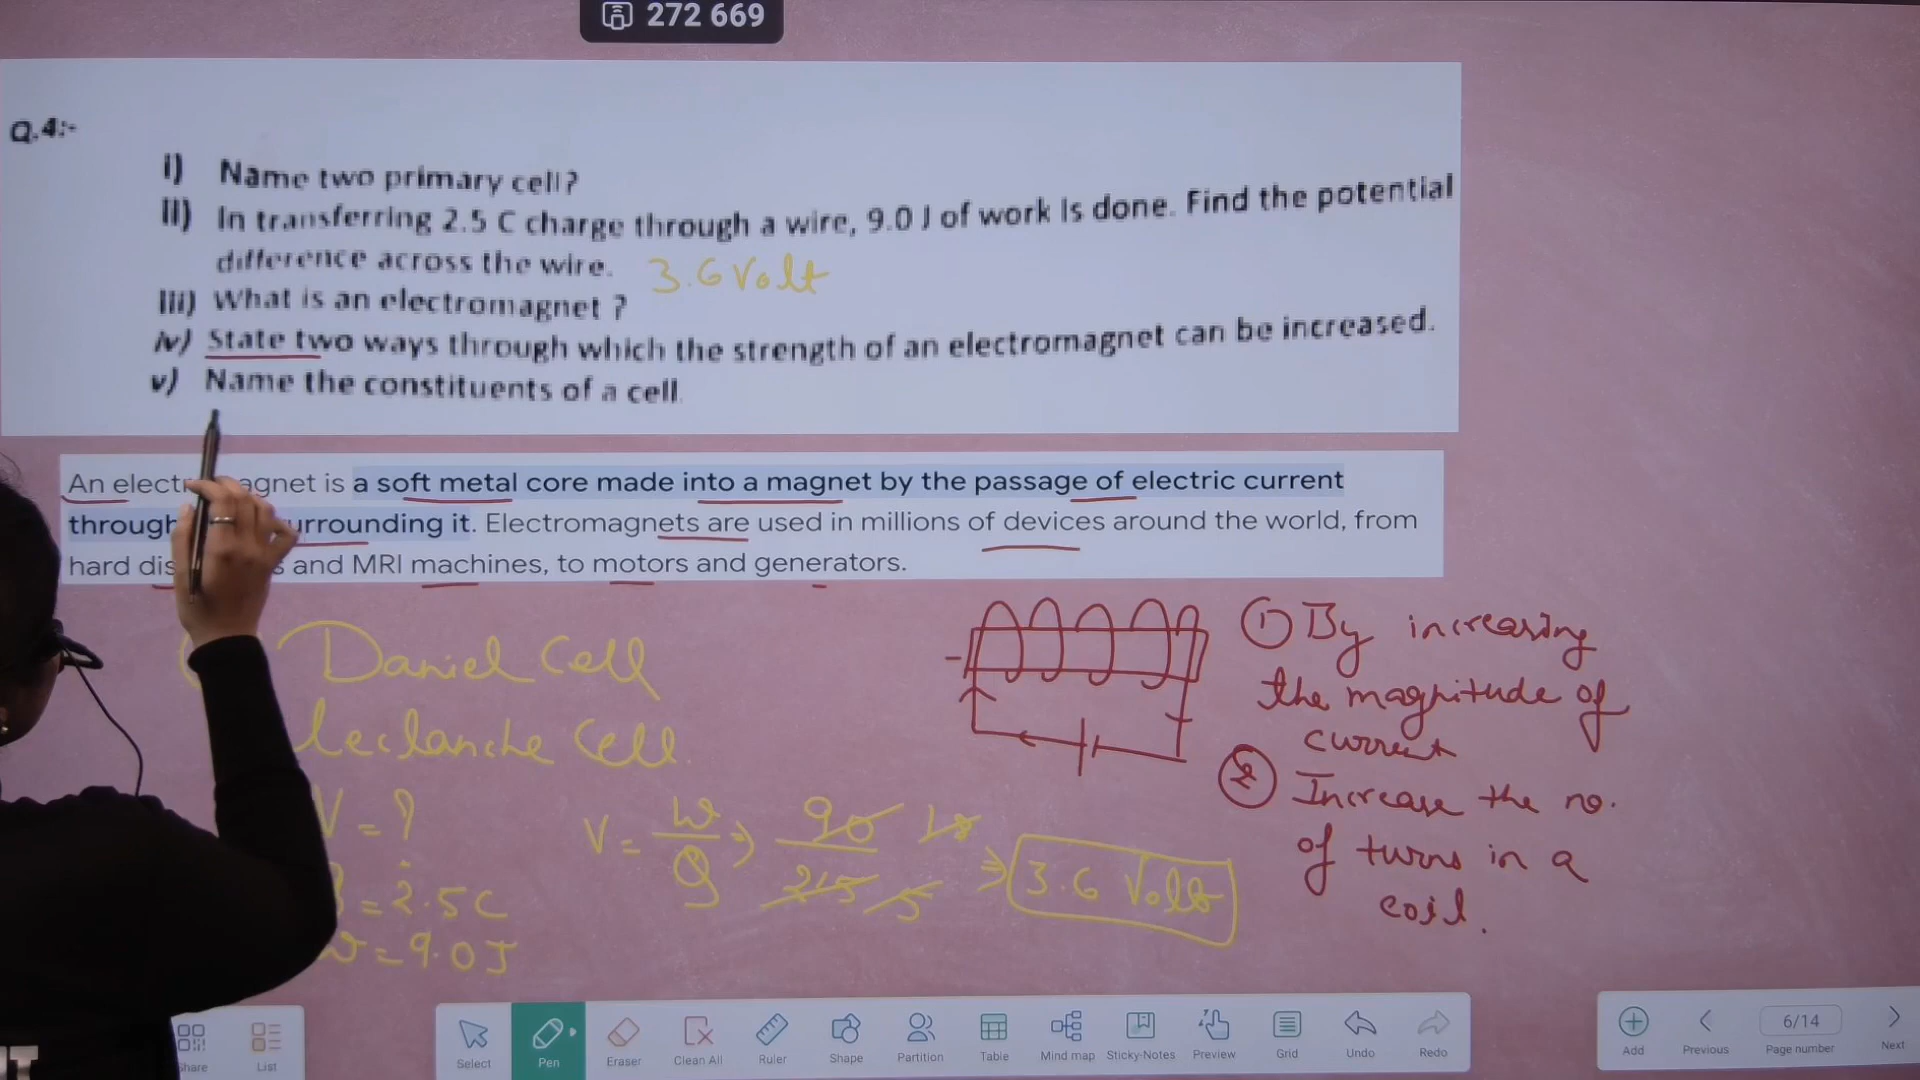 272 669
Q.4:-
i) Name two primary cell?
ii) In transferring 2.5 C charge through a wire, 9.0 J of work is done. Find the potential
difference across the wire. 3.6 Volt
iii) What is an electromagnet ?
iv) State two ways through which the strength of an electromagnet can be increased.
v) Name the constituents of a cell.
An magnet is a soft metal core made into a magnet by the passage of electric current
through urrounding it. Electromagnets are used in millions of devices around the world, from
hard and MRI machines, to motors and generators.
Daniel Cell
Leclanche Cell.
V = ?
= 2.5C
W = 9.0J
V = W/Q ⇒ 90/25 18/5 ⇒ 3.6 Volt
① By increasing
the magnitude of
current
② Increase the no.
of turns in a
coil.
Share List Select Pen Eraser Clean All Ruler Shape Partition Table Mind map Sticky-Notes Preview Grid Undo Redo
Add Previous 6/14 Page number Next